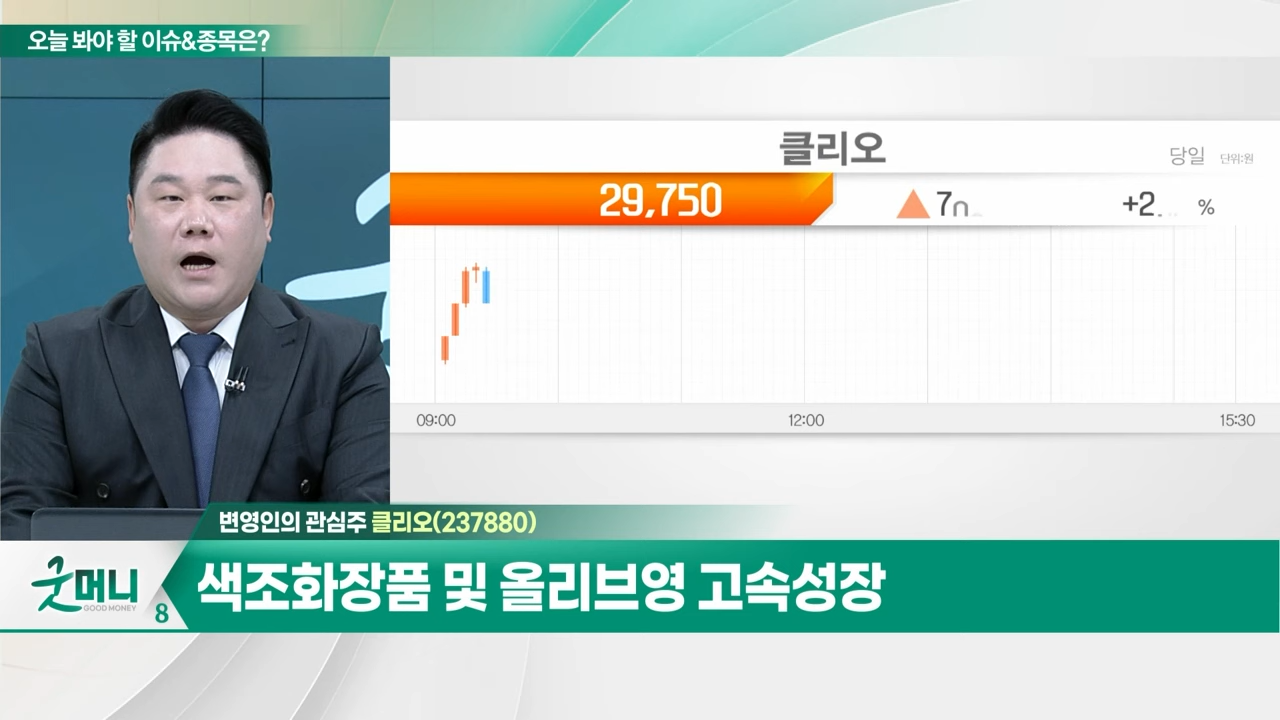 오늘 봐야 할 이슈&종목은?
클리오
당일 단위:원
29,750 ▲ +2. %
09:00 12:00 15:30
변영인의 관심주 클리오(237880)
굿머니
GOOD MONEY
8
색조화장품 및 올리브영 고속성장